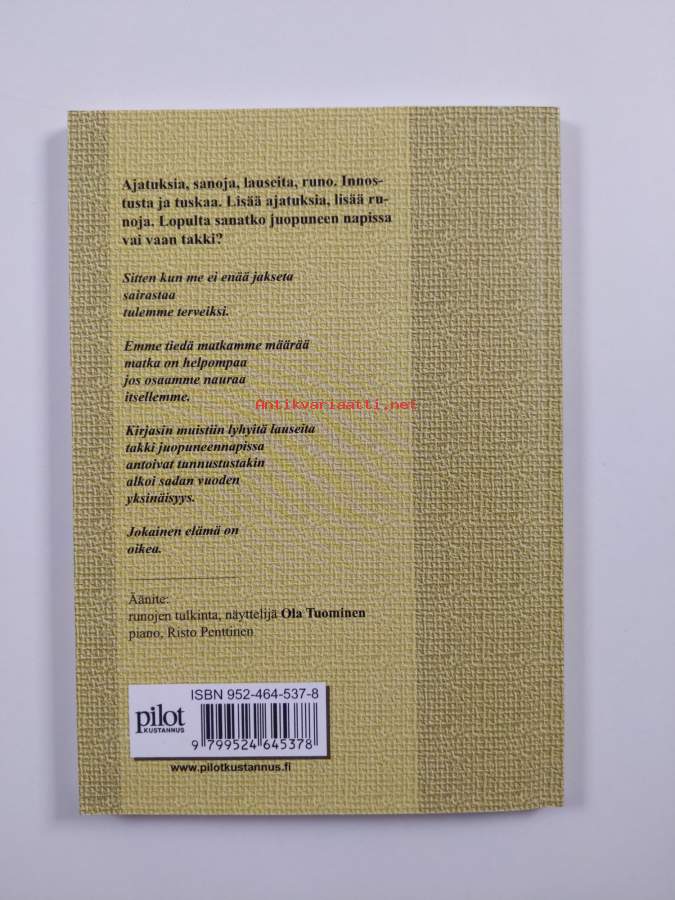 Ajatuksia, sanoja, lauseita, runo. Innos-
tusta ja tuskaa. Lisää ajatuksia, lisää ru-
noja. Lopulta sanatko juopuneen napissa
vai vaan takki?
Sitten kun me ei enää jakseta
sairastaa
tulemme terveiksi.
Emme tiedä matkamme määrää
matka on helpompaa
jos osaamme nauraa
itsellemme.
Antikvariaatti.net
Kirjasin muistiin lyhyitä lauseita
takki juopuneennapissa
antoivat tunnustustakin
alkoi sadan vuoden
yksinäisyys.
Jokainen elämä on
oikea.
Äänite:
runojen tulkinta, näyttelijä Ola Tuominen
piano, Risto Penttinen
ISBN 952-464-537-8
pilot
KUSTANNUS
9 799524 645378
www.pilotkustannus.fi